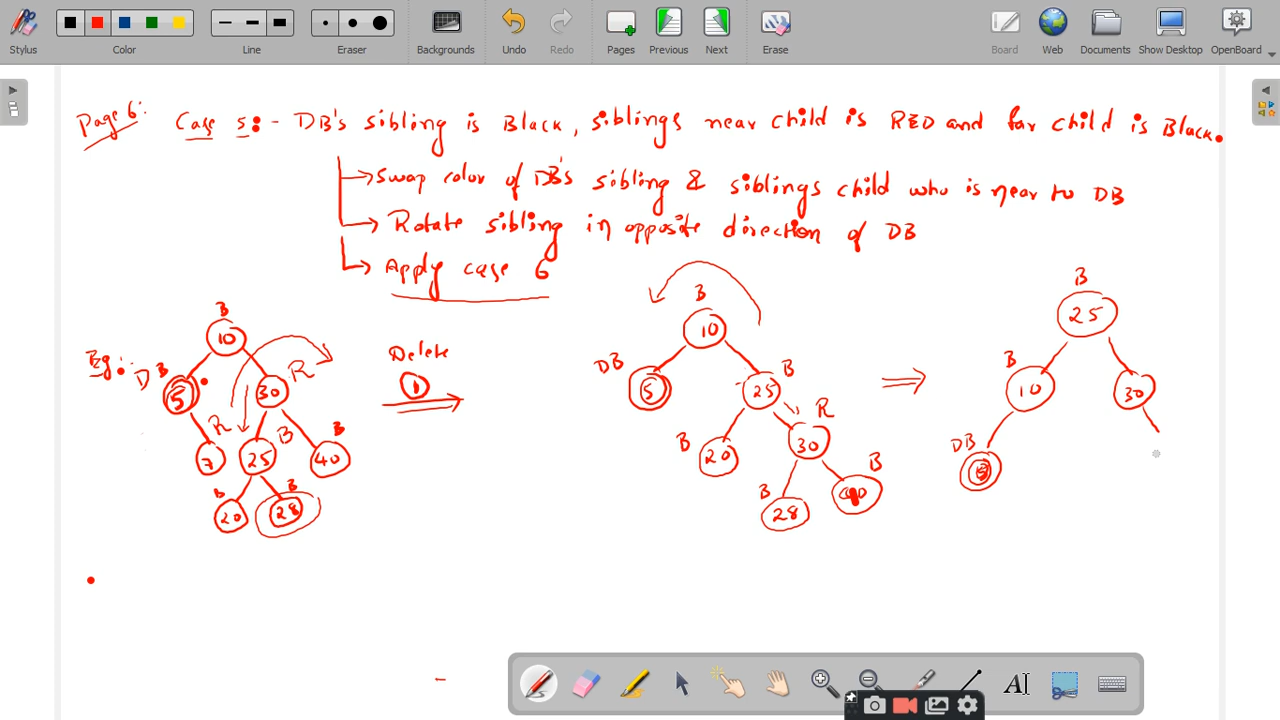 Stylus
Color
Line
Eraser
Backgrounds
Undo
Redo
Pages
Previous
Next
Erase
Board
Web
Documents
Show Desktop
OpenBoard
Page 6:
Case 5:- DB's sibling is Black, siblings near child is RED and far child is Black.
Swap color of DB's sibling & siblings child who is near to DB
Rotate sibling in opposite direction of DB
Apply case 6
Eg:
B
10
DB
5
30
R
7
R
25
B
40
B
20
B
28
B
Delete
1
B
10
DB
5
25
B
B
20
30
R
B
28
B
B
25
B
10
30
DB
AI